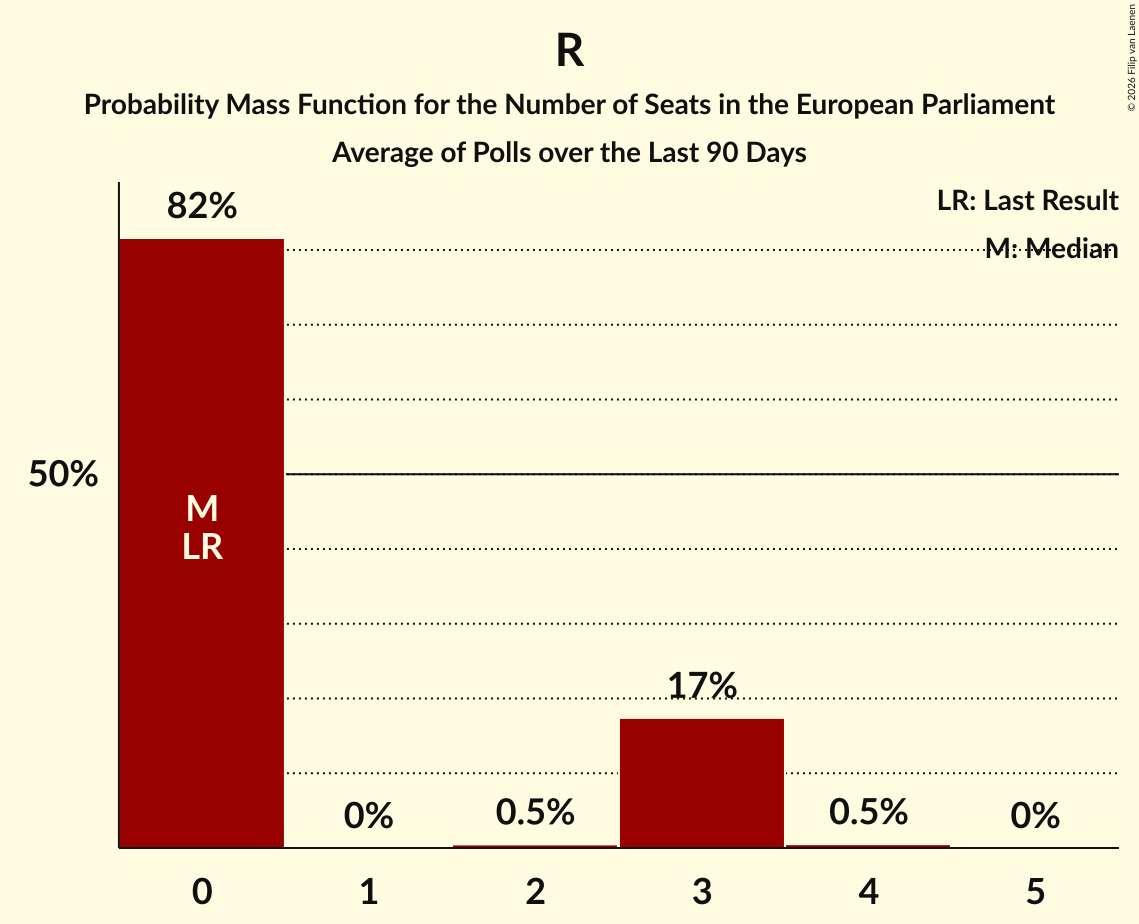 R
Probability Mass Function for the Number of Seats in the European Parliament
Average of Polls over the Last 90 Days
© 2026 Filip van Laenen
LR: Last Result
M: Median
82%
50%
M
LR
17%
0%
0.5%
0.5%
0%
0 1 2 3 4 5